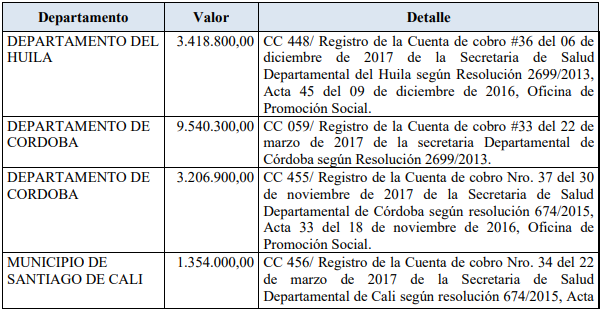 Departamento Valor Detalle
DEPARTAMENTO DEL 3.418.800,00 CC 448/ Registro de la Cuenta de cobro #36 del 06 de
HUILA diciembre de 2017 de la Secretaria de Salud
Departamental del Huila según Resolución 2699/2013,
Acta 45 del 09 de diciembre de 2016, Oficina de
Promoción Social.
DEPARTAMENTO DE 9.540.300,00 CC 059/ Registro de la Cuenta de cobro #33 del 22 de
CORDOBA marzo de 2017 de la secretaria Departamental de
Córdoba según Resolución 2699/2013.
DEPARTAMENTO DE 3.206.900,00 CC 455/ Registro de la Cuenta de cobro Nro. 37 del 30
CORDOBA de noviembre de 2017 de la Secretaria de Salud
Departamental de Córdoba según resolución 674/2015,
Acta 33 del 18 de noviembre de 2016, Oficina de
Promoción Social.
MUNICIPIO DE 1.354.000,00 CC 456/ Registro de la Cuenta de cobro Nro. 34 del 22
SANTIAGO DE CALI de marzo de 2017 de la Secretaria de Salud
Departamental de Cali según resolución 674/2015, Acta